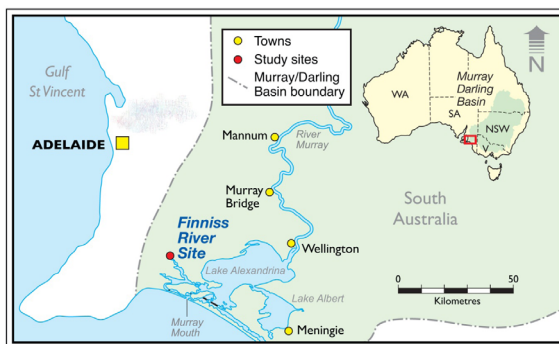 Gulf
St Vincent
ADELAIDE
Towns
Study sites
Murray/Darling
Basin boundary
N
Murray
Darling
Basin
WA
SA
NSW
V
Mannum
River
Murray
Murray
Bridge
South
Australia
Finniss
River
Site
Wellington
Lake Alexandrina
Lake Albert
0
50
Kilometres
Murray
Mouth
Meningie